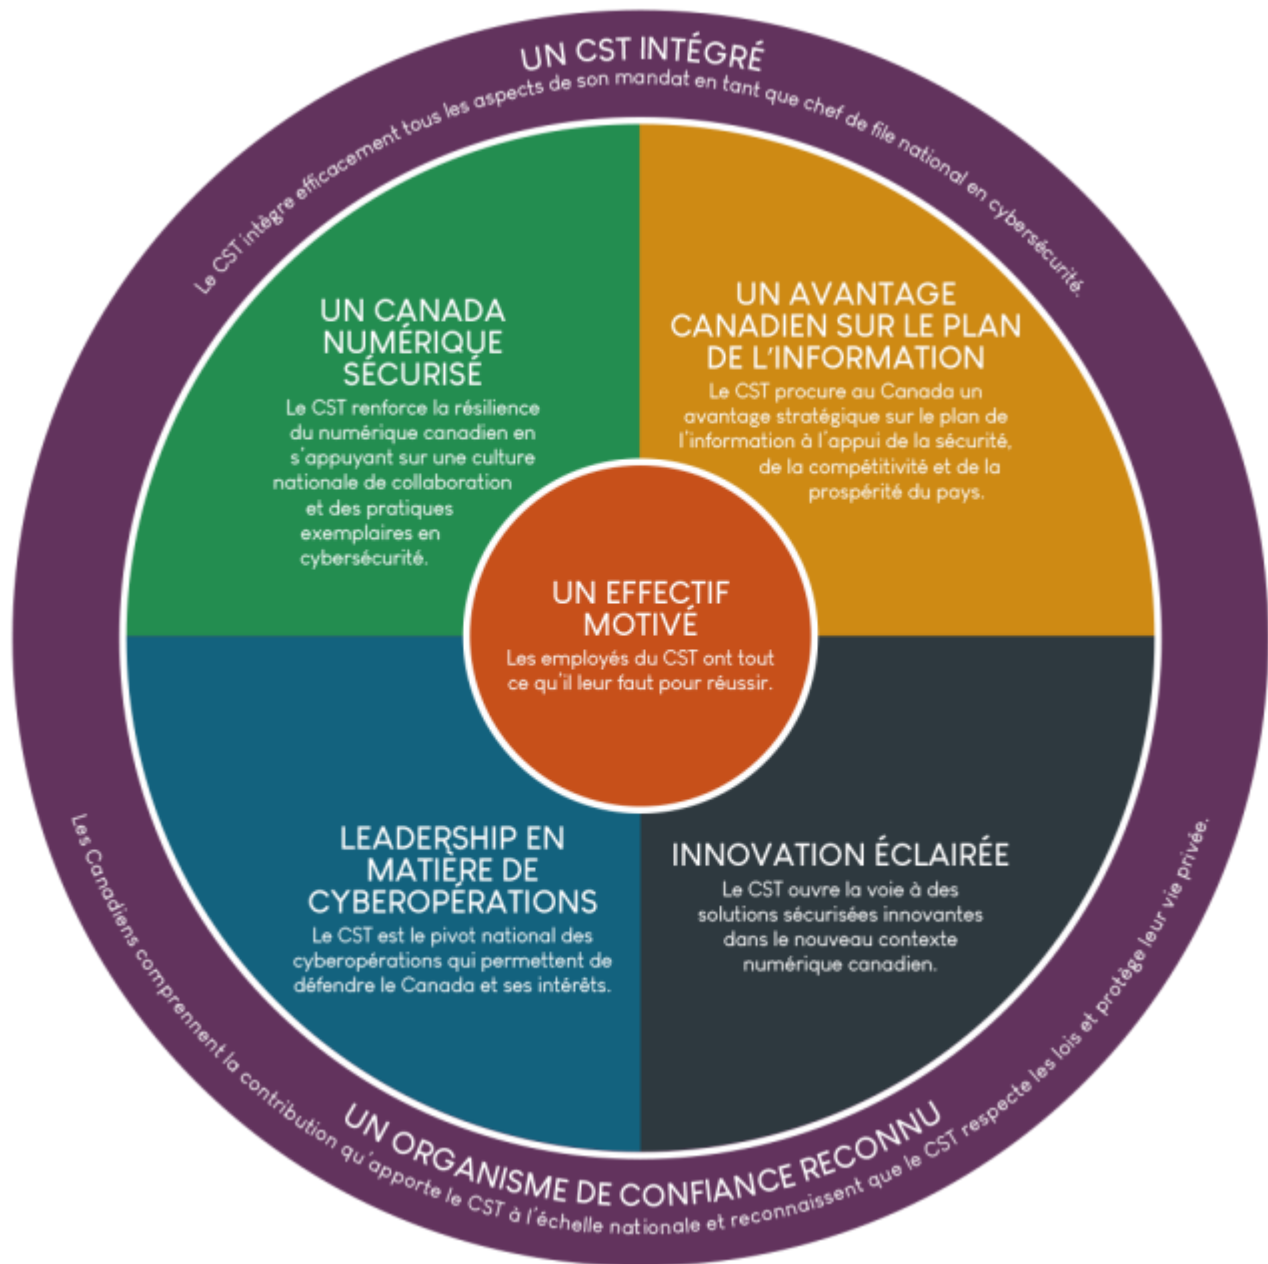 UN CST INTÉGRÉ
Le CST intègre efficacement tous les aspects de son mandat en tant que chef de file national en cybersécurité.
UN CANADA
NUMÉRIQUE
SÉCURISÉ
Le CST renforce la résilience
du numérique canadien en
s'appuyant sur une culture
nationale de collaboration
et des pratiques
exemplaires en
cybersécurité.
UN AVANTAGE
CANADIEN SUR LE PLAN
DE L'INFORMATION
Le CST procure au Canada un
avantage stratégique sur le plan de
l'information à l'appui de la sécurité,
de la compétitivité et de la
prospérité du pays.
UN EFFECTIF
MOTIVÉ
Les employés du CST ont tout
ce qu'il leur faut pour réussir.
LEADERSHIP EN
MATIÈRE DE
CYBEROPÉRATIONS
Le CST est le pivot national des
cyberopérations qui permettent de
défendre le Canada et ses intérêts.
INNOVATION ÉCLAIRÉE
Le CST ouvre la voie à des
solutions sécurisées innovantes
dans le nouveau contexte
numérique canadien.
UN ORGANISME DE CONFIANCE RECONNU
Les Canadiens comprennent la contribution qu'apporte le CST à l'échelle nationale et reconnaissent que le CST respecte les lois et protège leur vie privée.